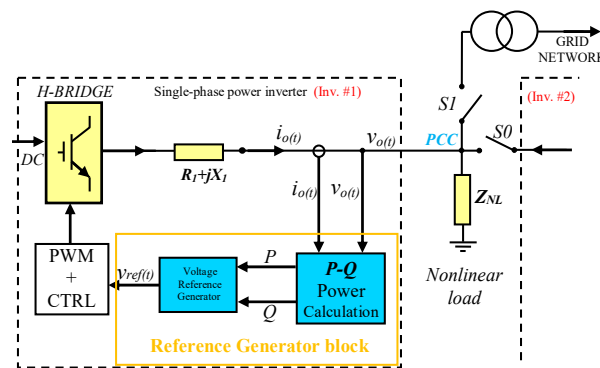 GRID
NETWORK
H-BRIDGE
Single-phase power inverter (Inv. #1)
(Inv. #2)
S1
S0
DC
io(t)
vo(t)
PCC
R1+jX1
io(t)
vo(t)
ZNL
PWM
+
CTRL
vref(t)
Voltage
Reference
Generator
P
Q
P-Q
Power
Calculation
Nonlinear
load
Reference Generator block